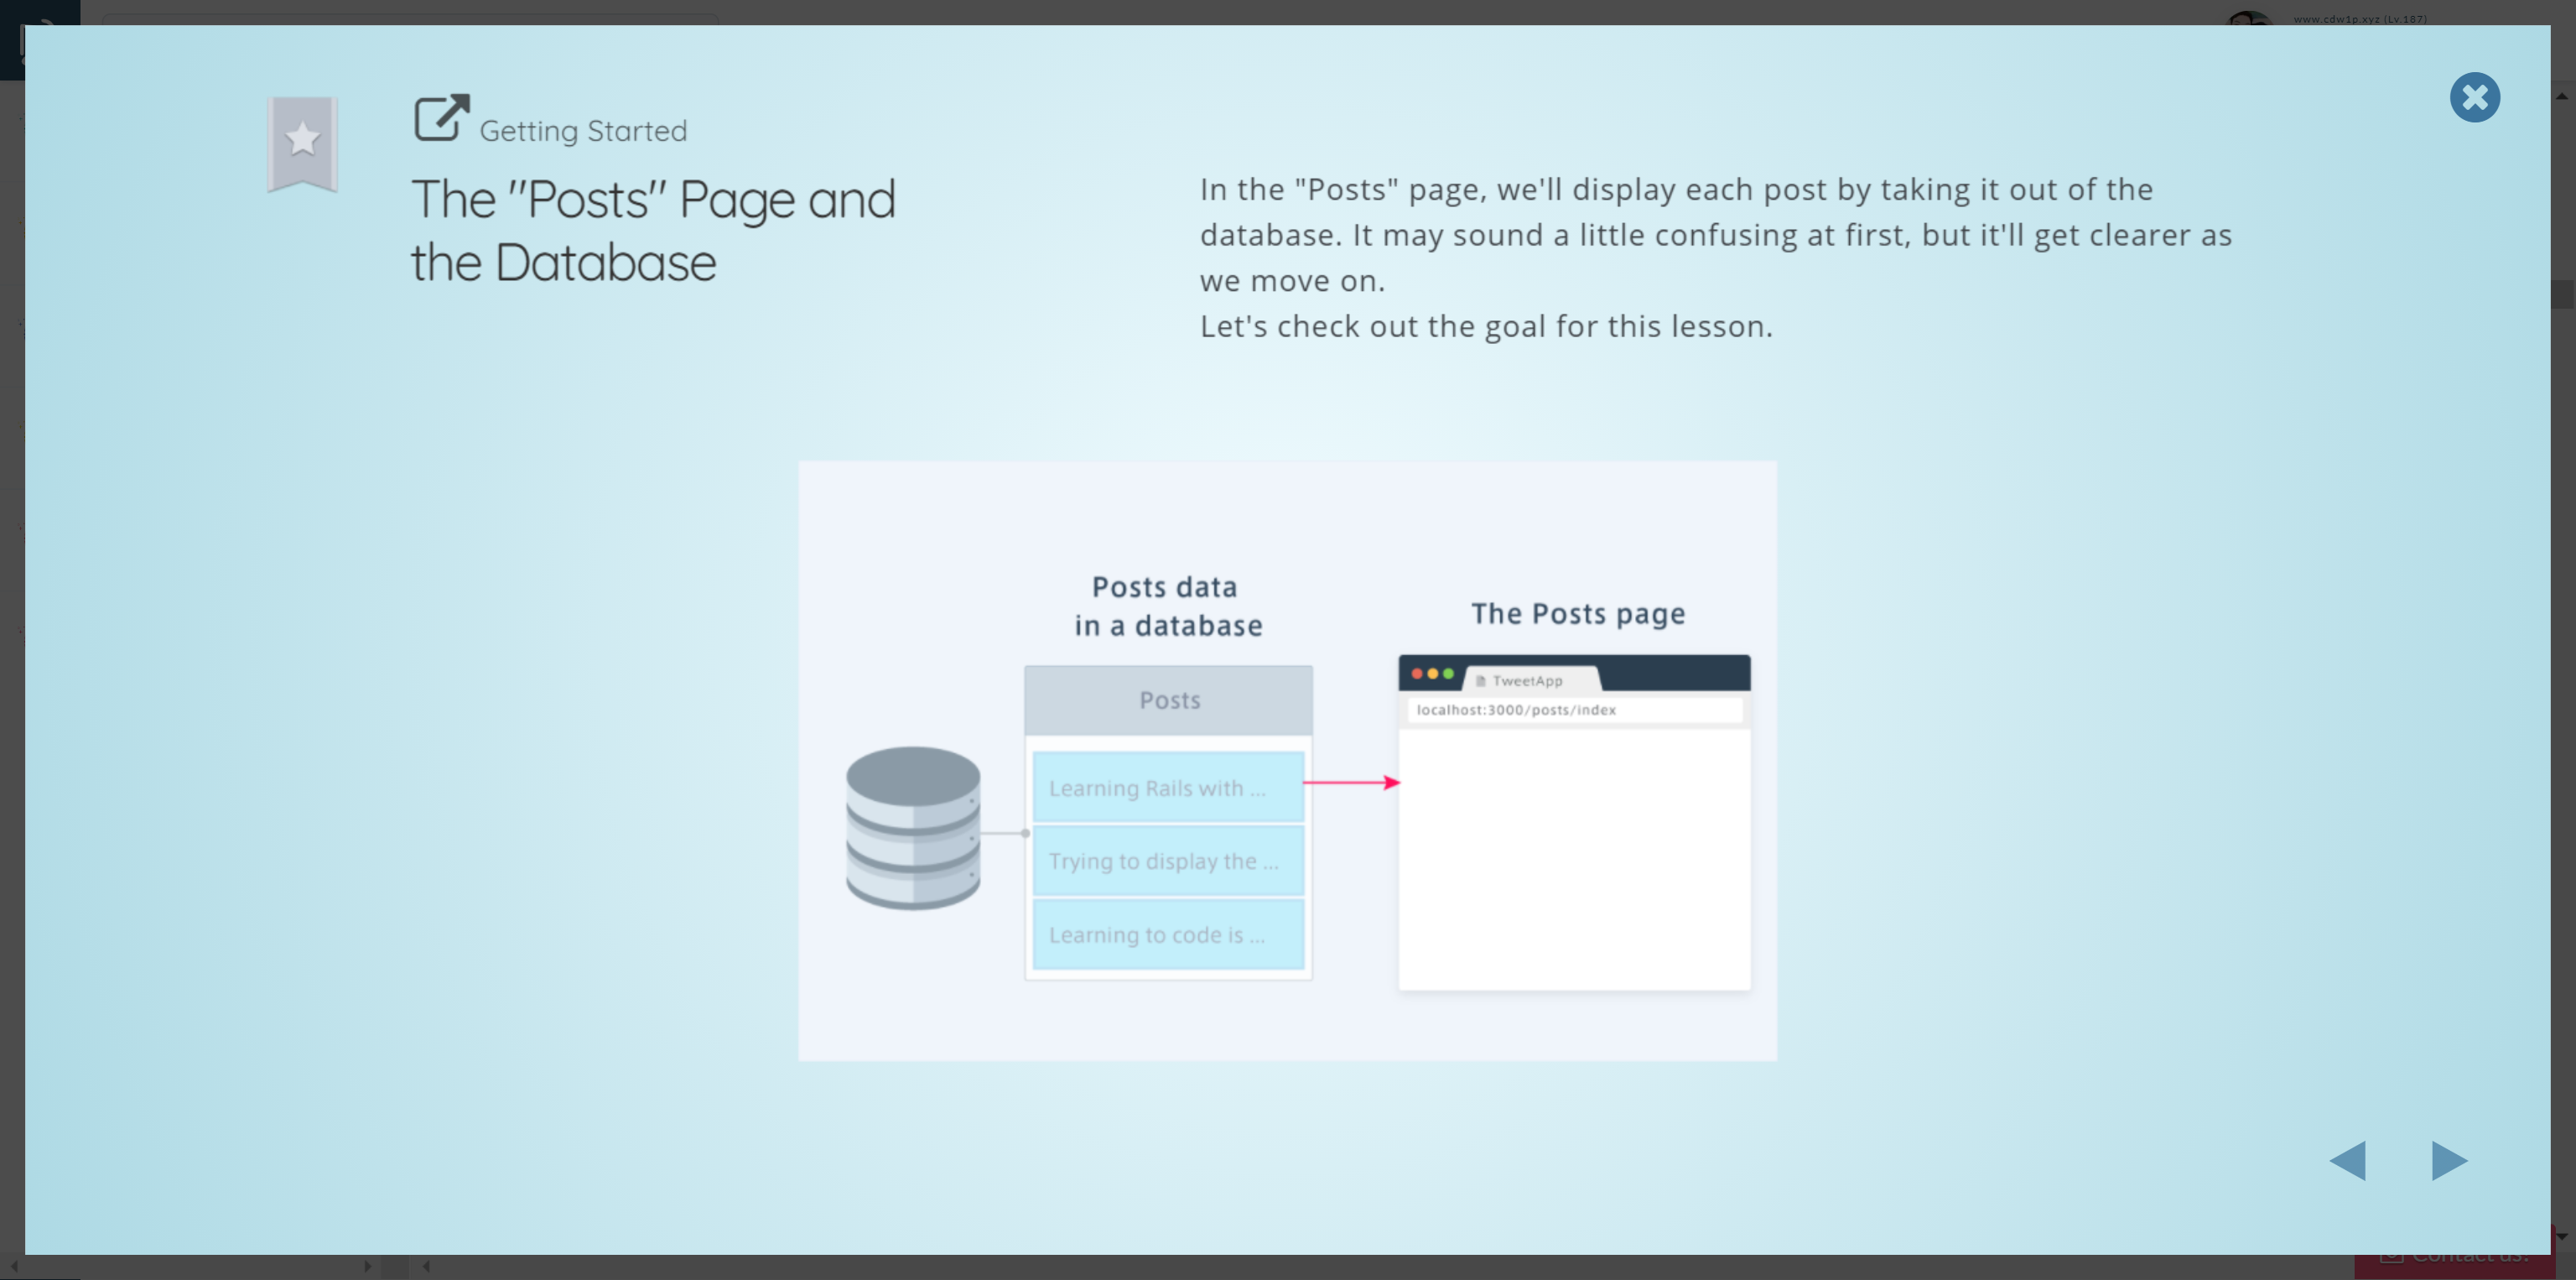 www.cdw1p.xyz (Lv.187)
Getting Started
The "Posts" Page and
the Database
In the "Posts" page, we'll display each post by taking it out of the
database. It may sound a little confusing at first, but it'll get clearer as
we move on.
Let's check out the goal for this lesson.
Posts data
in a database
Posts
Learning Rails with ...
Trying to display the ...
Learning to code is ...
The Posts page
TweetApp
localhost:3000/posts/index
Contact us!